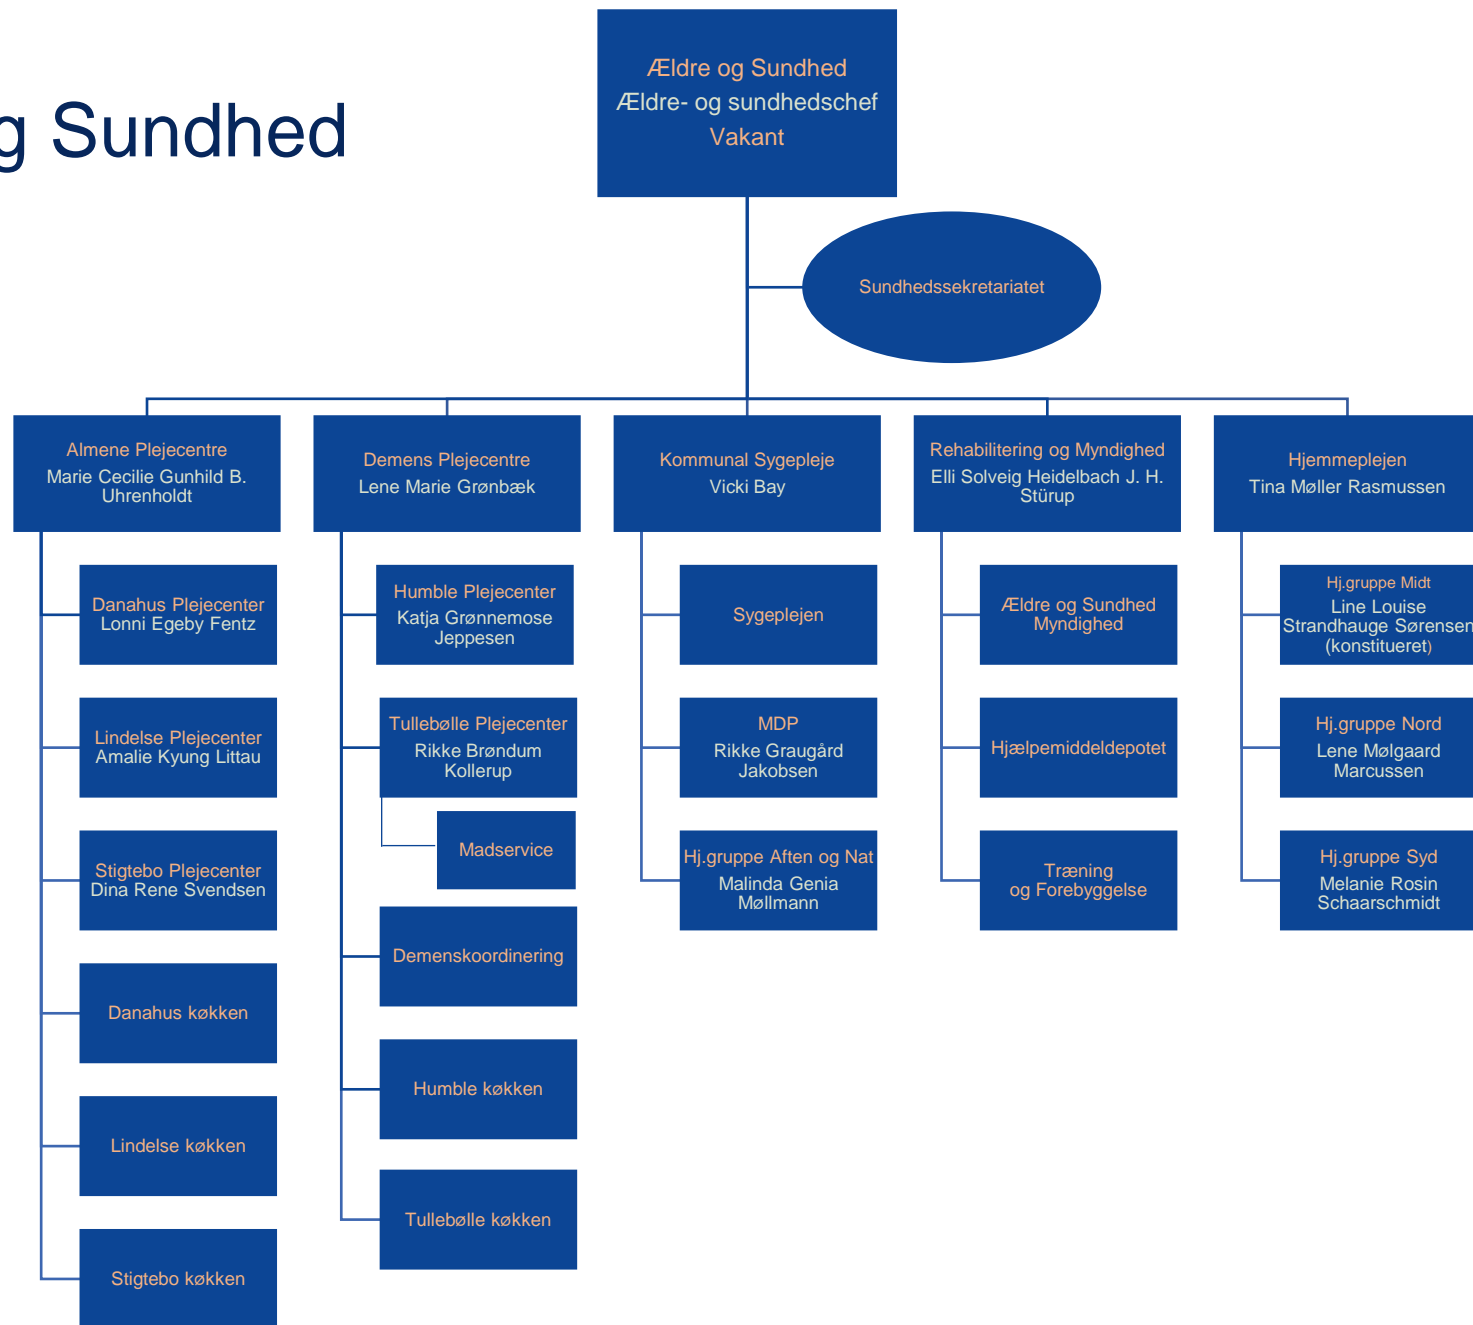 g Sundhed
Ældre og Sundhed
Ældre- og sundhedschef
Vakant
Sundhedssekretariatet
Almene Plejecentre
Marie Cecilie Gunhild B.
Uhrenholdt
Danahus Plejecenter
Lonni Egeby Fentz
Lindelse Plejecenter
Amalie Kyung Littau
Stigtebo Plejecenter
Dina Rene Svendsen
Danahus køkken
Lindelse køkken
Stigtebo køkken
Demens Plejecentre
Lene Marie Grønbæk
Humble Plejecenter
Katja Grønnemose
Jeppesen
Tullebølle Plejecenter
Rikke Brøndum
Kollerup
Madservice
Demenskoordinering
Humble køkken
Tullebølle køkken
Kommunal Sygepleje
Vicki Bay
Sygeplejen
MDP
Rikke Graugård
Jakobsen
Hj.gruppe Aften og Nat
Malinda Genia
Møllmann
Rehabilitering og Myndighed
Elli Solveig Heidelbach J. H.
Stürup
Ældre og Sundhed
Myndighed
Hjælpemiddeldepotet
Træning
og Forebyggelse
Hjemmeplejen
Tina Møller Rasmussen
Hj.gruppe Midt
Line Louise
Strandhauge Sørensen
(konstitueret)
Hj.gruppe Nord
Lene Mølgaard
Marcussen
Hj.gruppe Syd
Melanie Rosin
Schaarschmidt